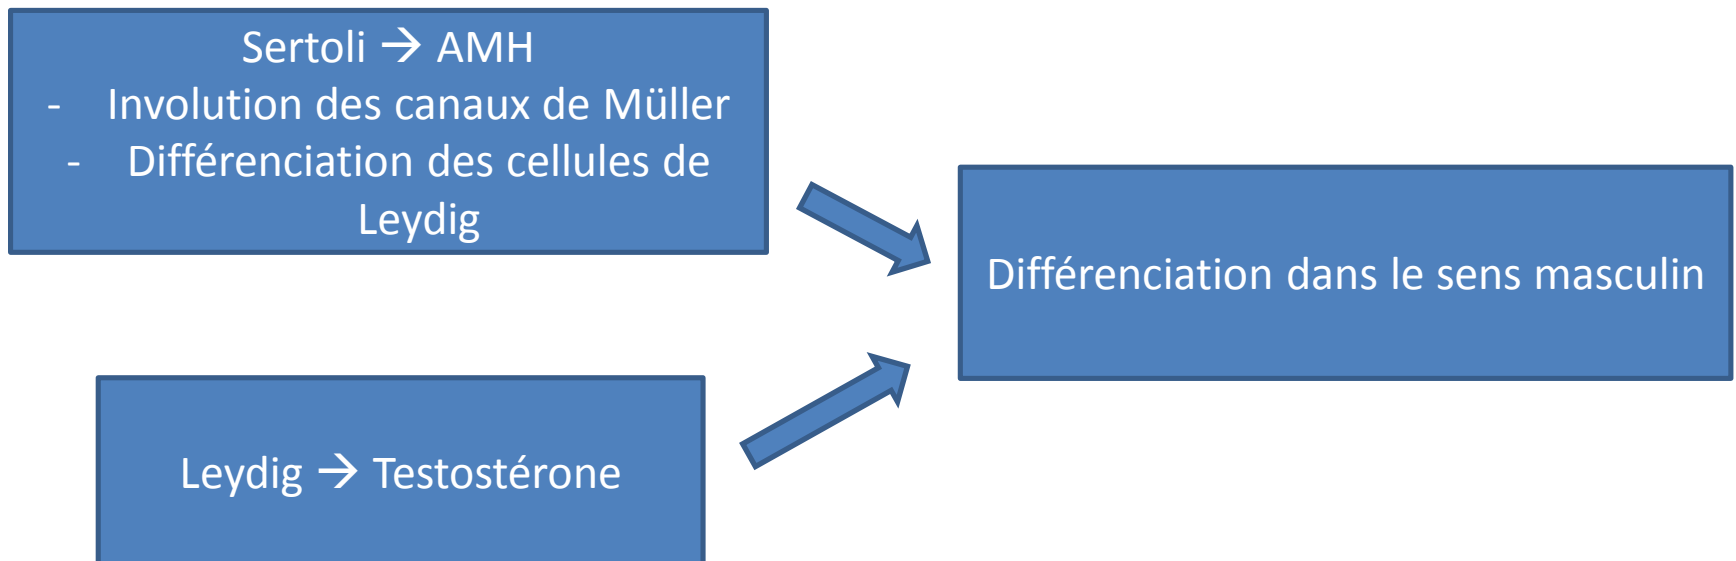 Sertoli → AMH
- Involution des canaux de Müller
- Différenciation des cellules de
Leydig
Différenciation dans le sens masculin
Leydig → Testostérone